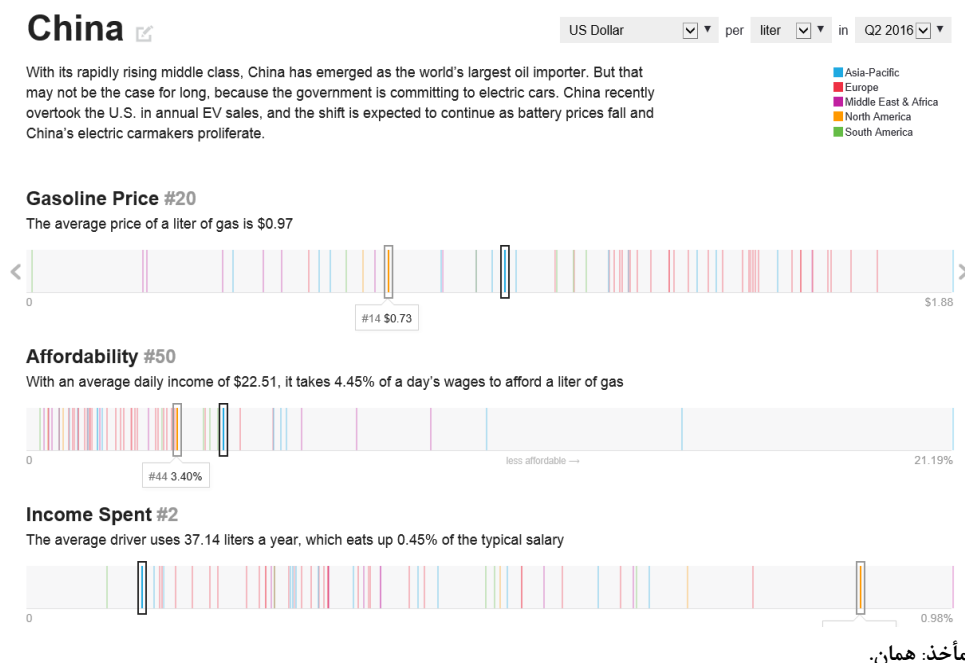 China
US Dollar per liter in Q2 2016
With its rapidly rising middle class, China has emerged as the world's largest oil importer. But that
may not be the case for long, because the government is committing to electric cars. China recently
overtook the U.S. in annual EV sales, and the shift is expected to continue as battery prices fall and
China's electric carmakers proliferate.
Asia-Pacific
Europe
Middle East & Africa
North America
South America
Gasoline Price #20
The average price of a liter of gas is $0.97
0 $1.88
#14 $0.73
Affordability #50
With an average daily income of $22.51, it takes 4.45% of a day's wages to afford a liter of gas
0 less affordable → 21.19%
#44 3.40%
Income Spent #2
The average driver uses 37.14 liters a year, which eats up 0.45% of the typical salary
0 0.98%
مأخذ: همان.